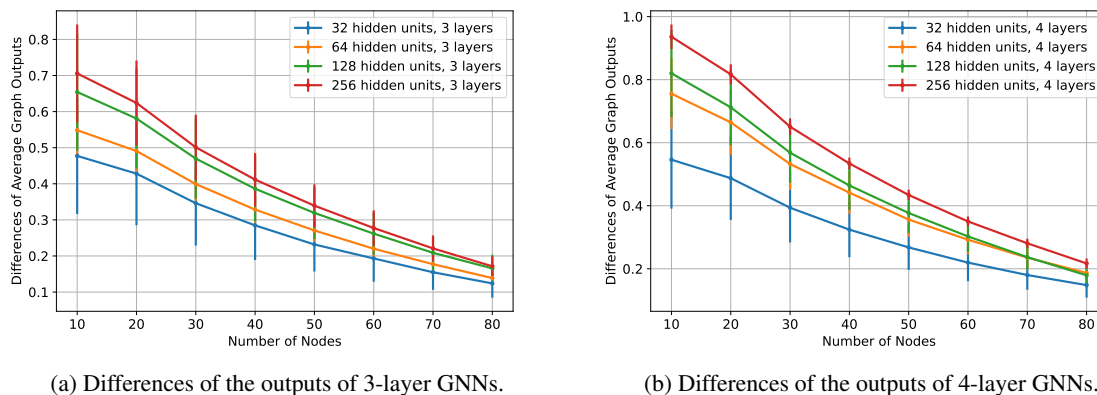 Differences of Average Graph Outputs
0.8
0.7
0.6
0.5
0.4
0.3
0.2
0.1
32 hidden units, 3 layers
64 hidden units, 3 layers
128 hidden units, 3 layers
256 hidden units, 3 layers
10 20 30 40 50 60 70 80
Number of Nodes
(a) Differences of the outputs of 3-layer GNNs.
Differences of Average Graph Outputs
1.0
0.8
0.6
0.4
0.2
32 hidden units, 4 layers
64 hidden units, 4 layers
128 hidden units, 4 layers
256 hidden units, 4 layers
10 20 30 40 50 60 70 80
Number of Nodes
(b) Differences of the outputs of 4-layer GNNs.